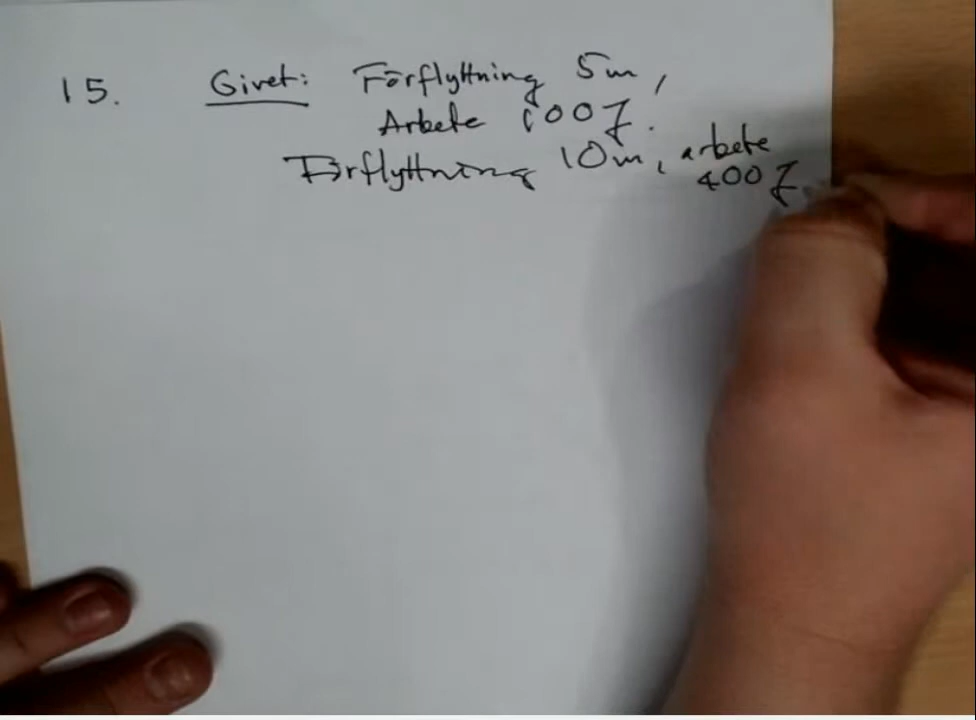 15. Givet: Förflyttning 5m,
Arbete 100 J.
Förflyttning 10m, arbete
400 J.